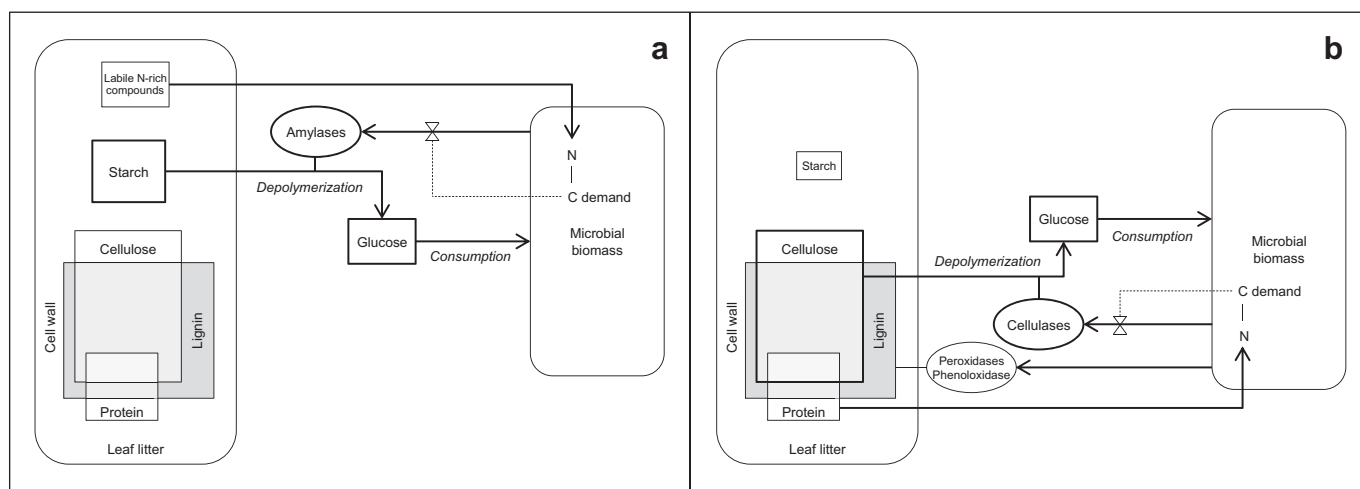 a
Labile N-rich
compounds
Amylases
N
Starch
Depolymerization
C demand
Glucose
Consumption
Microbial
biomass
Cellulose
Cell wall
Lignin
Protein
Leaf litter
b
Starch
Glucose
Consumption
Cellulose
Depolymerization
Microbial
biomass
C demand
Cell wall
Lignin
Cellulases
N
Peroxidases
Phenoloxidase
Protein
Leaf litter